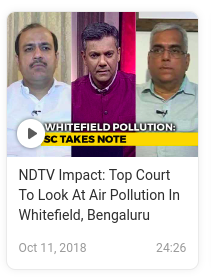 WHITEFIELD POLLUTION:
SC TAKES NOTE
NDTV Impact: Top Court
To Look At Air Pollution In
Whitefield, Bengaluru
Oct 11, 2018 24:26